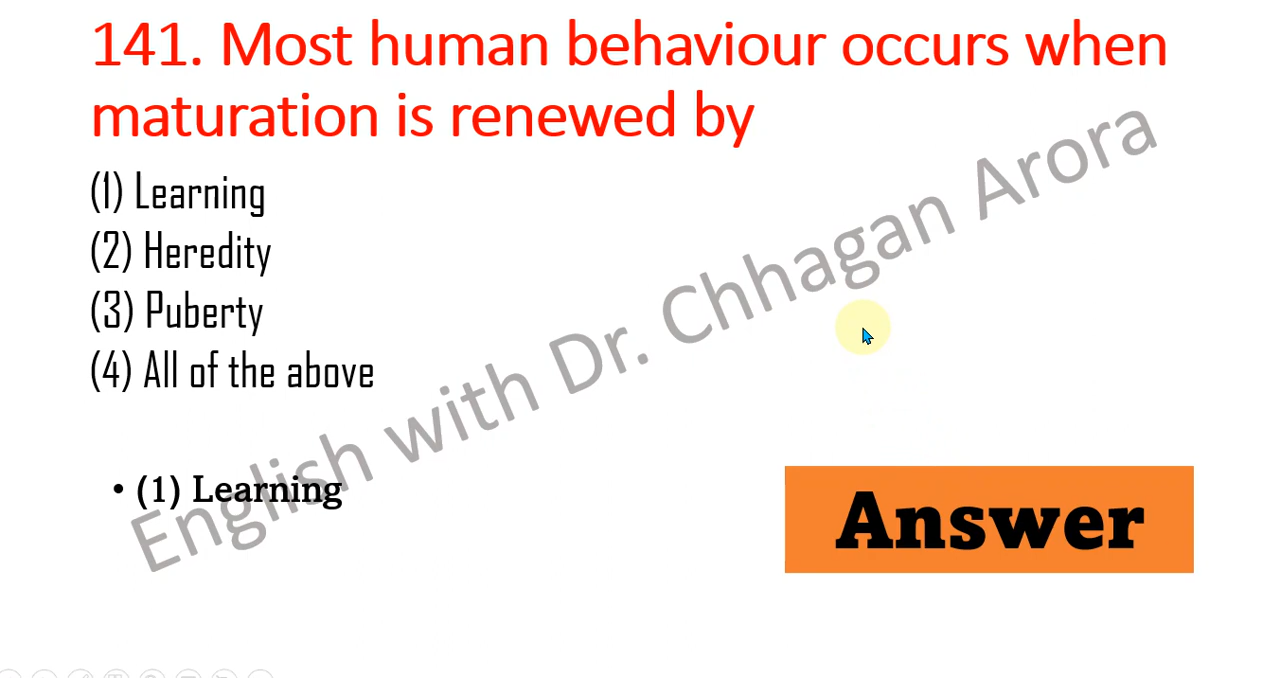 141. Most human behaviour occurs when
maturation is renewed by
(1) Learning
(2) Heredity
(3) Puberty
(4) All of the above
• (1) Learning
Answer
English with Dr. Chhagan Arora